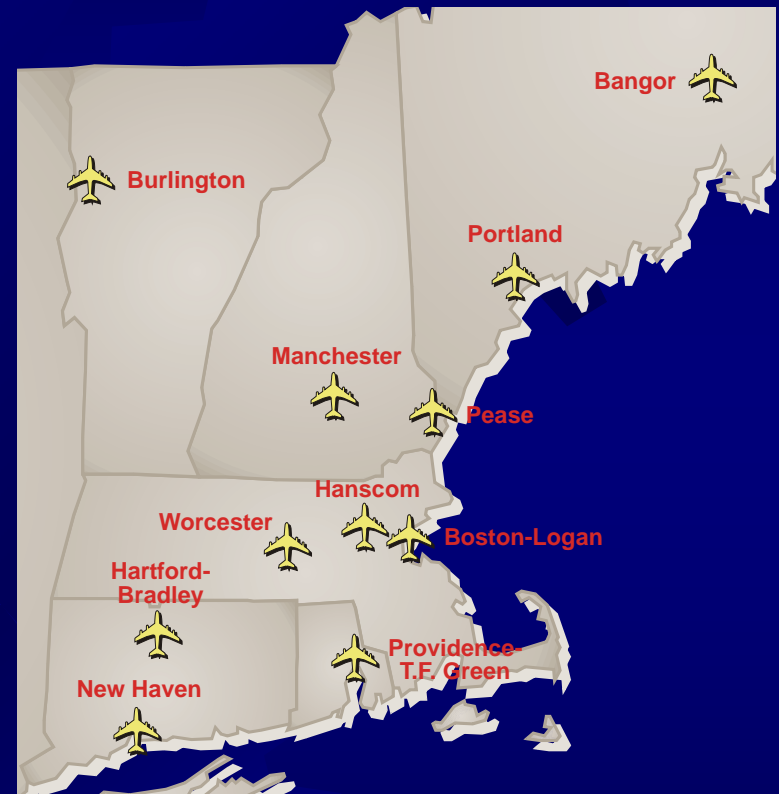 Bangor
Burlington
Portland
Manchester
Pease
Hanscom
Worcester
Boston-Logan
Hartford-
Bradley
Providence-
T.F. Green
New Haven